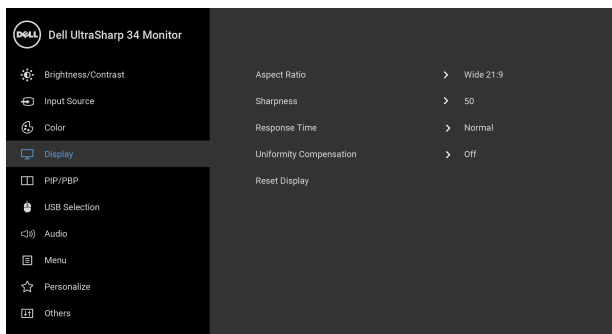 DELL Dell UltraSharp 34 Monitor
Brightness/Contrast
Input Source
Color
Display
PIP/PBP
USB Selection
Audio
Menu
Personalize
Others
Aspect Ratio > Wide 21:9
Sharpness > 50
Response Time > Normal
Uniformity Compensation > Off
Reset Display